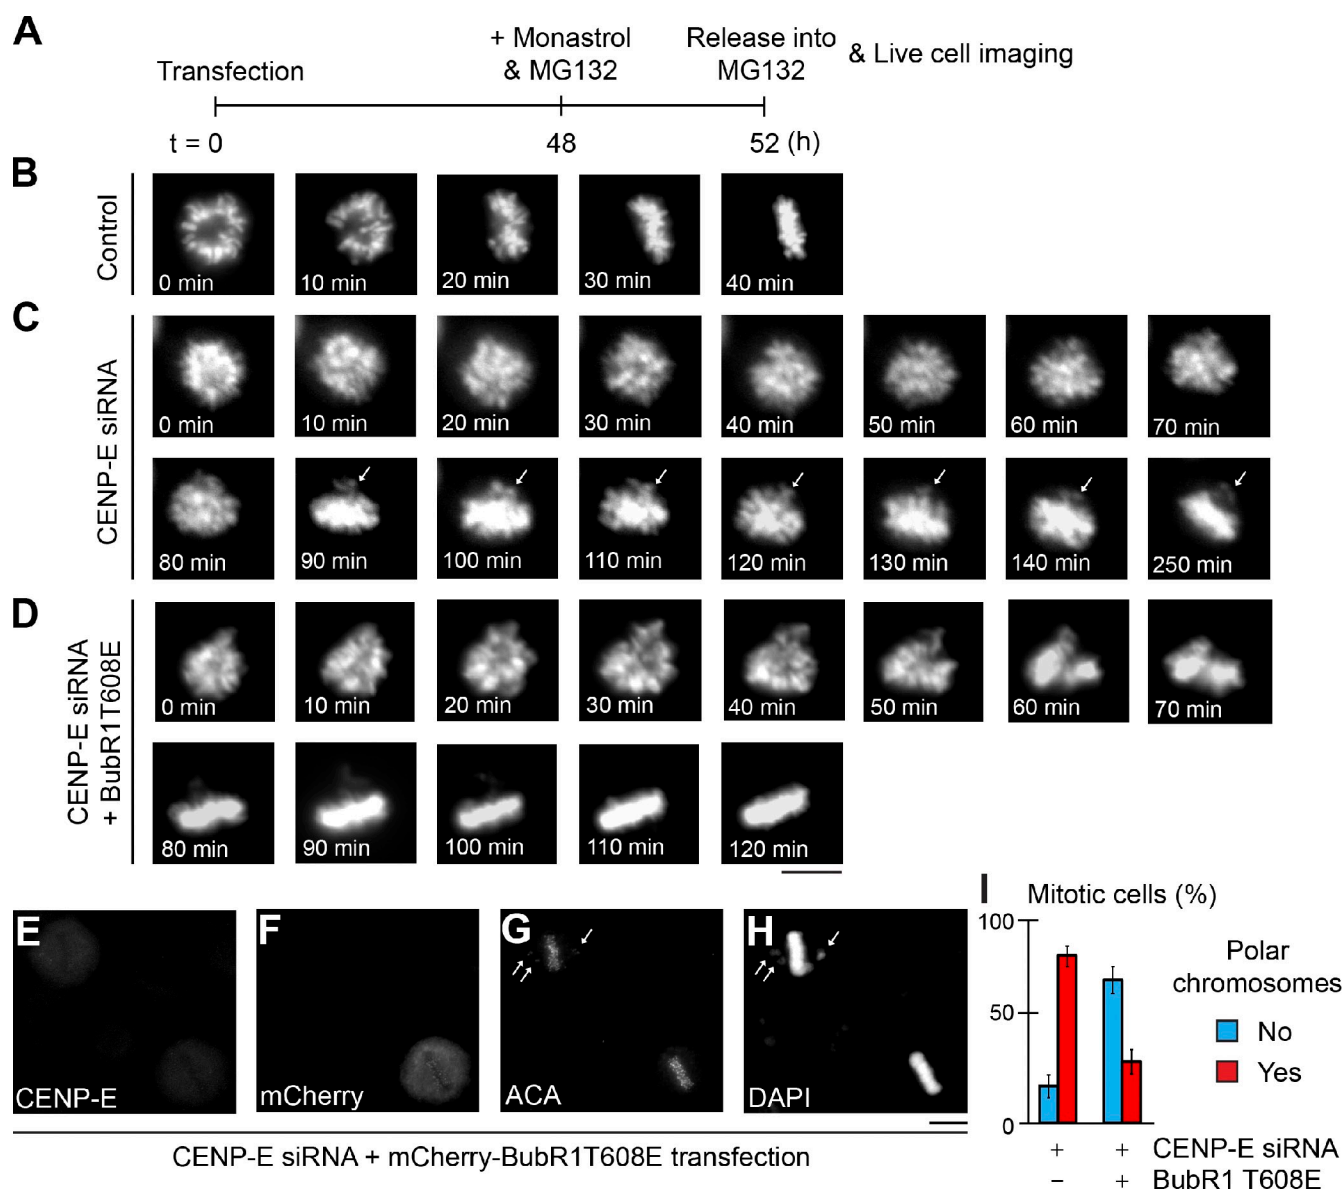 A
Transfection
+ Monastrol
& MG132
Release into
MG132
& Live cell imaging
t = 0
48
52 (h)
B
Control
0 min
10 min
20 min
30 min
40 min
C
CENP-E siRNA
0 min
10 min
20 min
30 min
40 min
50 min
60 min
70 min
80 min
90 min
100 min
110 min
120 min
130 min
140 min
250 min
D
CENP-E siRNA
+ BubR1T608E
0 min
10 min
20 min
30 min
40 min
50 min
60 min
70 min
80 min
90 min
100 min
110 min
120 min
E
CENP-E
F
mCherry
G
ACA
H
DAPI
CENP-E siRNA + mCherry-BubR1T608E transfection
I
Mitotic cells (%)
100
50
0
Polar
chromosomes
No
Yes
+ + CENP-E siRNA
− + BubR1 T608E